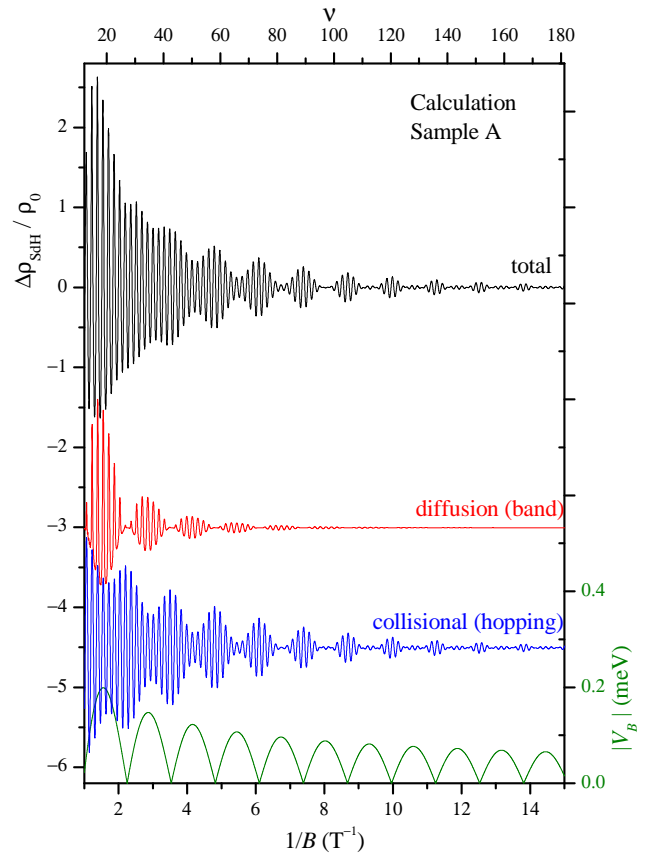 ν
20 40 60 80 100 120 140 160 180
Calculation
Sample A
2
1
0
−1
−2
−3
−4
−5
−6
Δρ_SdH / ρ_0
total
diffusion (band)
collisional (hopping)
0.4
0.2
0.0
|V_B| (meV)
2 4 6 8 10 12 14
1/B (T⁻¹)